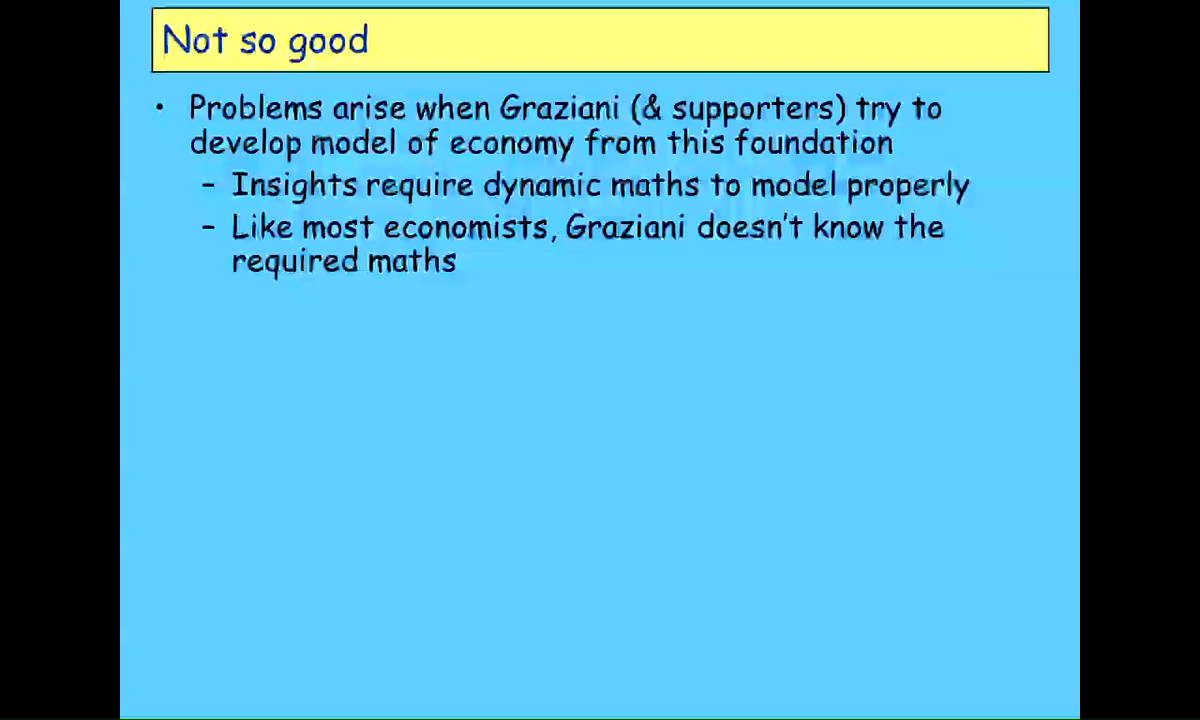 Not so good
• Problems arise when Graziani (& supporters) try to
develop model of economy from this foundation
– Insights require dynamic maths to model properly
– Like most economists, Graziani doesn't know the
required maths